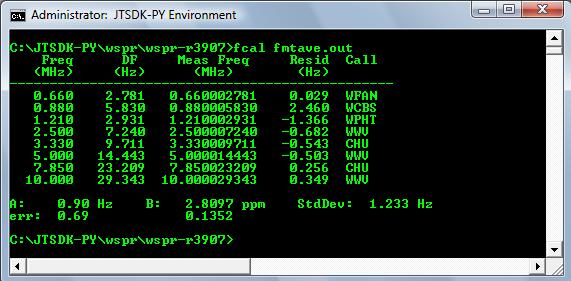 Administrator: JTSDK-PY Environment
C:\JTSDK-PY\wspr\wspr-r3907>fcal fmtave.out
Freq DF Meas Freq Resid Call
(MHz) (Hz) (MHz) (Hz)
----------------------------------------------------
0.660 2.781 0.660002781 0.029 WFAN
0.880 5.830 0.880005830 2.460 WCBS
1.210 2.931 1.210002931 -1.366 WPHT
2.500 7.240 2.500007240 -0.682 WWV
3.330 9.711 3.330009711 -0.543 CHU
5.000 14.443 5.000014443 -0.503 WWV
7.850 23.209 7.850023209 0.256 CHU
10.000 29.343 10.000029343 0.349 WWV
A: 0.90 Hz B: 2.8097 ppm StdDev: 1.233 Hz
err: 0.69 0.1352
C:\JTSDK-PY\wspr\wspr-r3907>